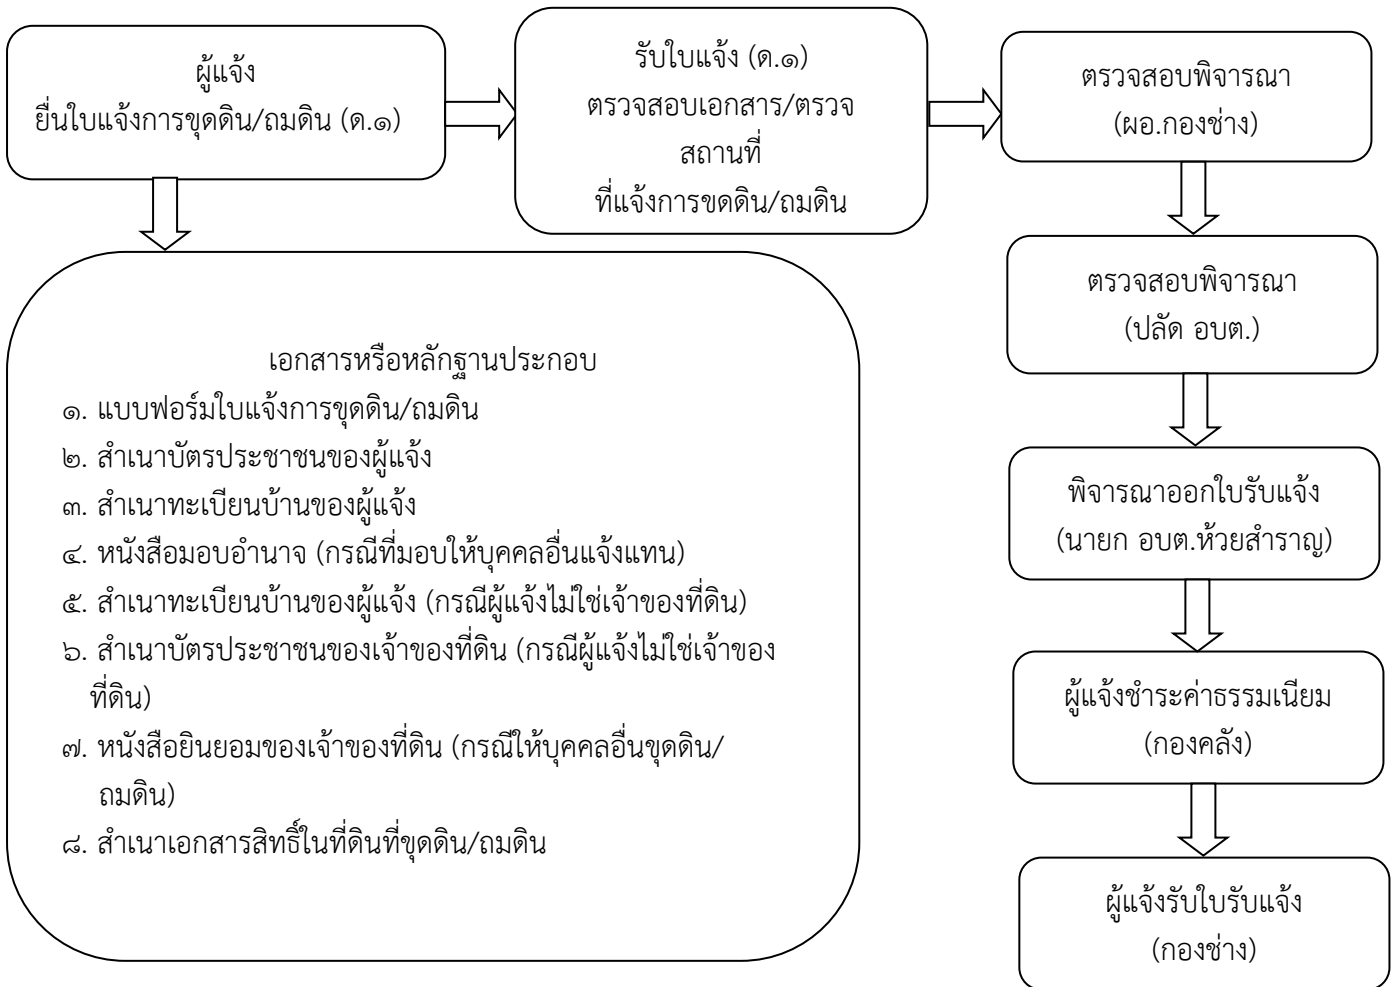 ผู้แจ้ง
ยื่นใบแจ้งการขุดดิน/ถมดิน (ด.๑)
รับใบแจ้ง (ด.๑)
ตรวจสอบเอกสาร/ตรวจ
สถานที่
ที่แจ้งการขดดิน/ถมดิน
ตรวจสอบพิจารณา
(ผอ.กองช่าง)
ตรวจสอบพิจารณา
(ปลัด อบต.)
พิจารณาออกใบรับแจ้ง
(นายก อบต.ห้วยสำราญ)
ผู้แจ้งชำระค่าธรรมเนียม
(กองคลัง)
ผู้แจ้งรับใบรับแจ้ง
(กองช่าง)
เอกสารหรือหลักฐานประกอบ
๑. แบบฟอร์มใบแจ้งการขุดดิน/ถมดิน
๒. สำเนาบัตรประชาชนของผู้แจ้ง
๓. สำเนาทะเบียนบ้านของผู้แจ้ง
๔. หนังสือมอบอำนาจ (กรณีที่มอบให้บุคคลอื่นแจ้งแทน)
๕. สำเนาทะเบียนบ้านของผู้แจ้ง (กรณีผู้แจ้งไม่ใช่เจ้าของที่ดิน)
๖. สำเนาบัตรประชาชนของเจ้าของที่ดิน (กรณีผู้แจ้งไม่ใช่เจ้าของ
ที่ดิน)
๗. หนังสือยินยอมของเจ้าของที่ดิน (กรณีให้บุคคลอื่นขุดดิน/
ถมดิน)
๘. สำเนาเอกสารสิทธิ์ในที่ดินที่ขุดดิน/ถมดิน